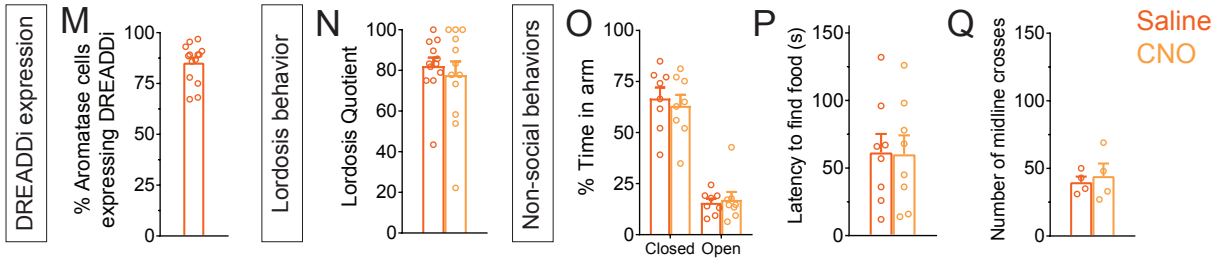 DREADDi expression
M
% Aromatase cells
expressing DREADDi
100
75
50
25
0
Lordosis behavior
N
Lordosis Quotient
100
80
60
40
20
0
Non-social behaviors
O
% Time in arm
100
75
50
25
0
Closed Open
P
Latency to find food (s)
150
100
50
0
Q
Number of midline crosses
150
100
50
0
Saline
CNO